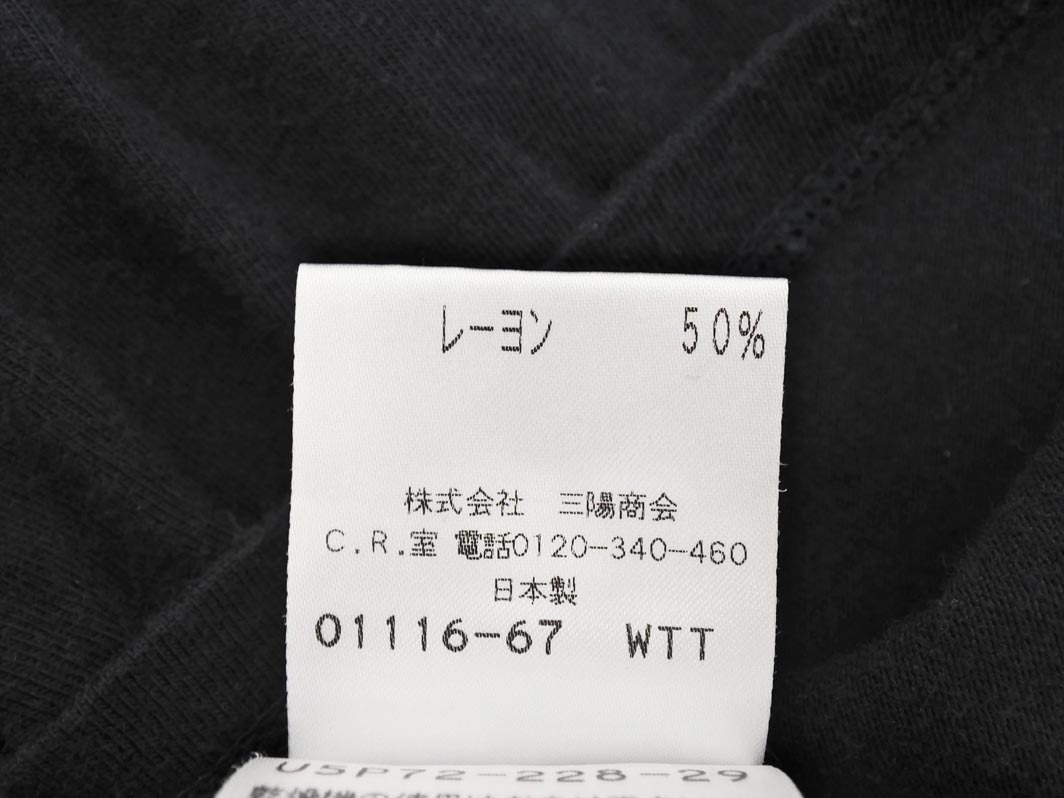 レーヨン 50%
株式会社 三陽商会
C.R.室 電話0120-340-460
日本製
01116-67 WTT
U5P72-228-29